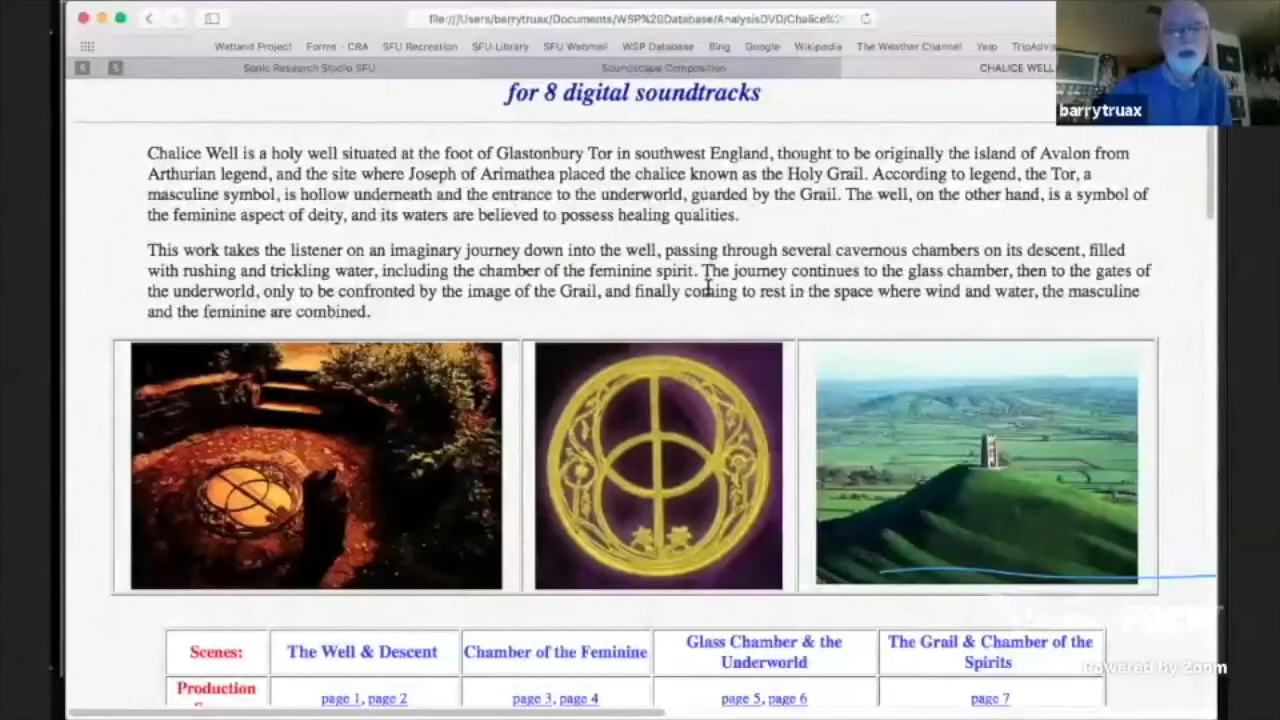 file:///Users/barrytruax/Documents/WSP%20Database/AnalysisDVD/Chalice%2
Wetland Project Forms - CRA SFU Recreation SFU Library SFU Webmail WSP Database Bing Google Wikipedia The Weather Channel Yelp TripAdvis
Sonic Research Studio SFU Soundscape Composition CHALICE WELL
barrytruax
for 8 digital soundtracks
Chalice Well is a holy well situated at the foot of Glastonbury Tor in southwest England, thought to be originally the island of Avalon from
Arthurian legend, and the site where Joseph of Arimathea placed the chalice known as the Holy Grail. According to legend, the Tor, a
masculine symbol, is hollow underneath and the entrance to the underworld, guarded by the Grail. The well, on the other hand, is a symbol of
the feminine aspect of deity, and its waters are believed to possess healing qualities.
This work takes the listener on an imaginary journey down into the well, passing through several cavernous chambers on its descent, filled
with rushing and trickling water, including the chamber of the feminine spirit. The journey continues to the glass chamber, then to the gates of
the underworld, only to be confronted by the image of the Grail, and finally coming to rest in the space where wind and water, the masculine
and the feminine are combined.
Scenes: The Well & Descent Chamber of the Feminine Glass Chamber & the Underworld The Grail & Chamber of the Spirits
Powered by Zoom
Production page 1, page 2 page 3, page 4 page 5, page 6 page 7